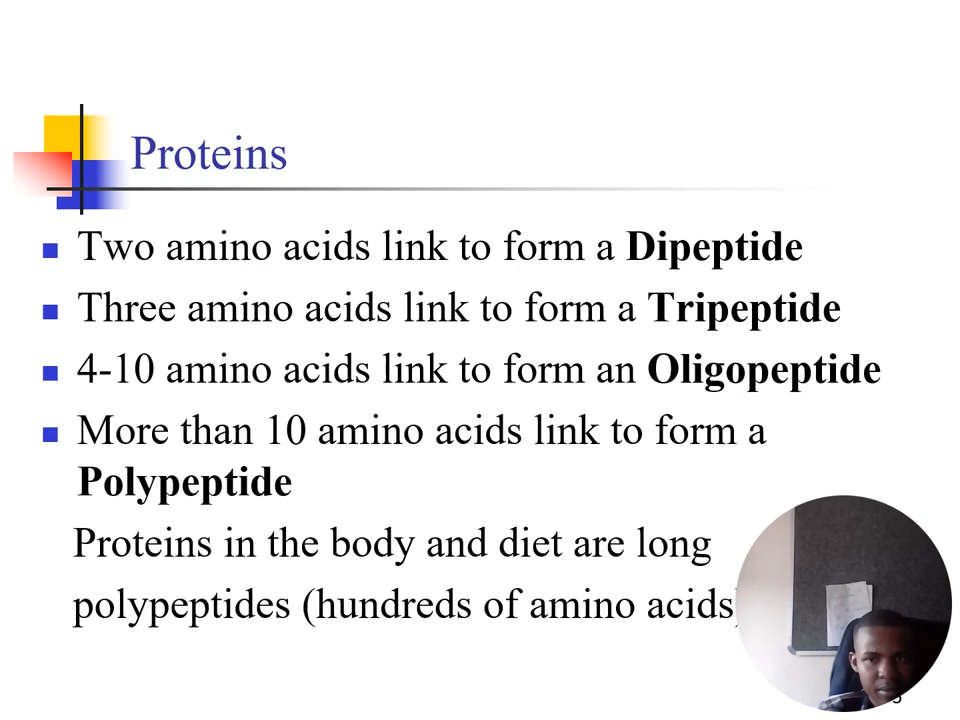 Proteins
Two amino acids link to form a Dipeptide
Three amino acids link to form a Tripeptide
4-10 amino acids link to form an Oligopeptide
More than 10 amino acids link to form a
Polypeptide
Proteins in the body and diet are long
polypeptides (hundreds of amino acids)